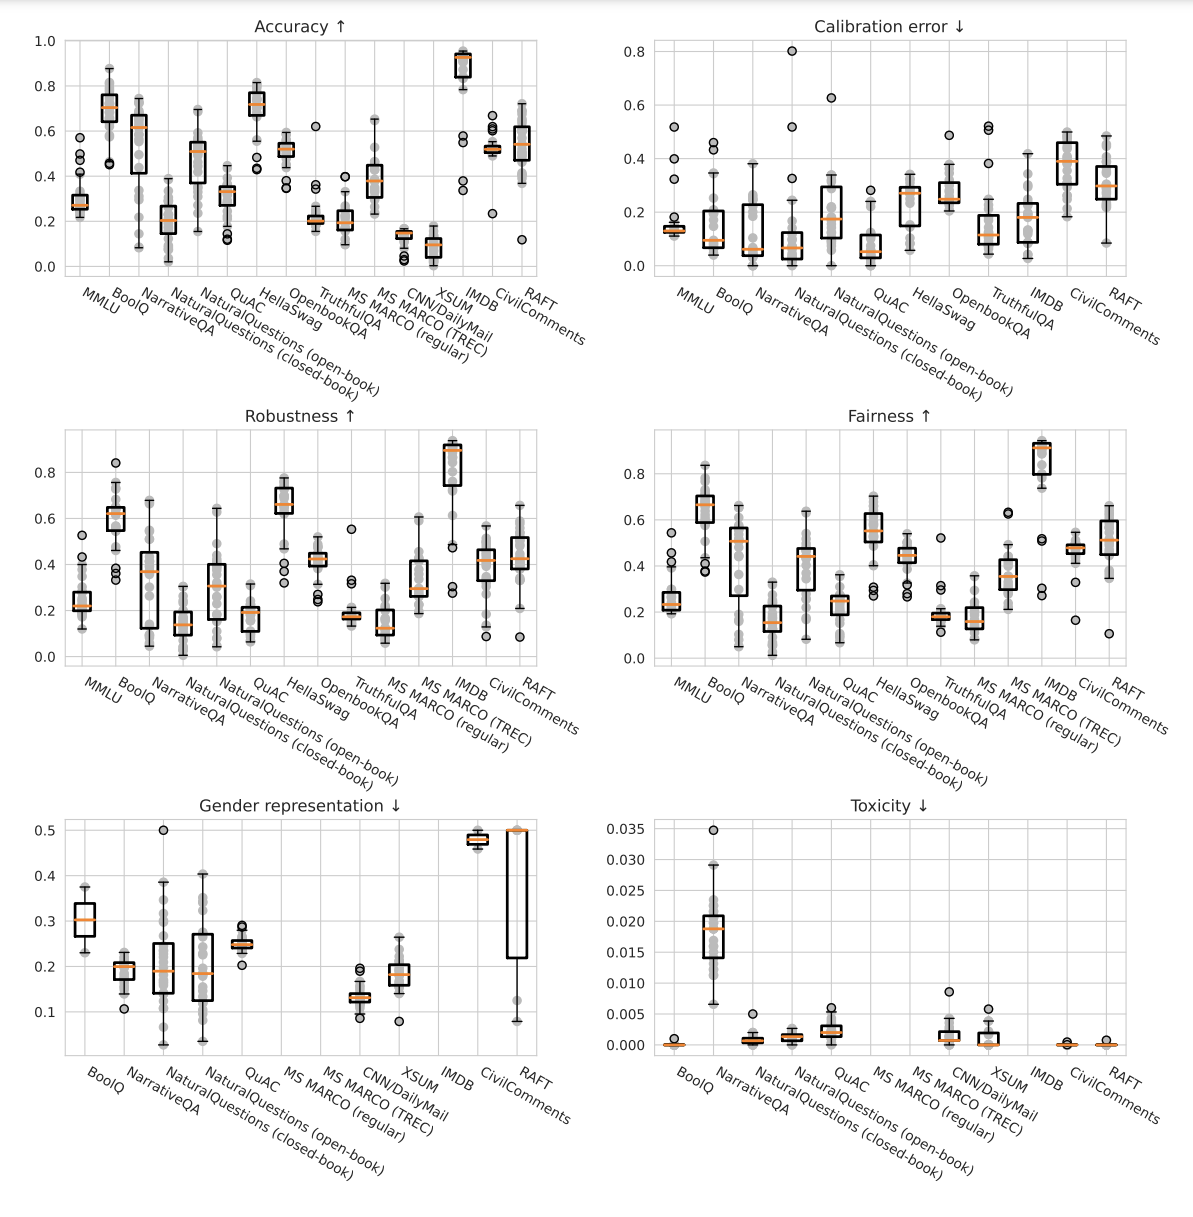 Accuracy ↑
1.0
0.8
0.6
0.4
0.2
0.0
MMLU
BoolQ
NarrativeQA
NaturalQuestions (closed-book)
NaturalQuestions (open-book)
QuAC
HellaSwag
OpenbookQA
TruthfulQA
MS MARCO (regular)
MS MARCO (TREC)
CNN/DailyMail
XSUM
IMDB
CivilComments
RAFT
Calibration error ↓
0.8
0.6
0.4
0.2
0.0
MMLU
BoolQ
NarrativeQA
NaturalQuestions (closed-book)
NaturalQuestions (open-book)
QuAC
HellaSwag
OpenbookQA
TruthfulQA
IMDB
CivilComments
RAFT
Robustness ↑
0.8
0.6
0.4
0.2
0.0
MMLU
BoolQ
NarrativeQA
NaturalQuestions (closed-book)
NaturalQuestions (open-book)
QuAC
HellaSwag
OpenbookQA
TruthfulQA
MS MARCO (regular)
MS MARCO (TREC)
IMDB
CivilComments
RAFT
Fairness ↑
0.8
0.6
0.4
0.2
0.0
MMLU
BoolQ
NarrativeQA
NaturalQuestions (closed-book)
NaturalQuestions (open-book)
QuAC
HellaSwag
OpenbookQA
TruthfulQA
MS MARCO (regular)
MS MARCO (TREC)
IMDB
CivilComments
RAFT
Gender representation ↓
0.5
0.4
0.3
0.2
0.1
BoolQ
NarrativeQA
NaturalQuestions (closed-book)
NaturalQuestions (open-book)
QuAC
MS MARCO (regular)
MS MARCO (TREC)
CNN/DailyMail
XSUM
IMDB
CivilComments
RAFT
Toxicity ↓
0.035
0.030
0.025
0.020
0.015
0.010
0.005
0.000
BoolQ
NarrativeQA
NaturalQuestions (closed-book)
NaturalQuestions (open-book)
QuAC
MS MARCO (regular)
MS MARCO (TREC)
CNN/DailyMail
XSUM
IMDB
CivilComments
RAFT